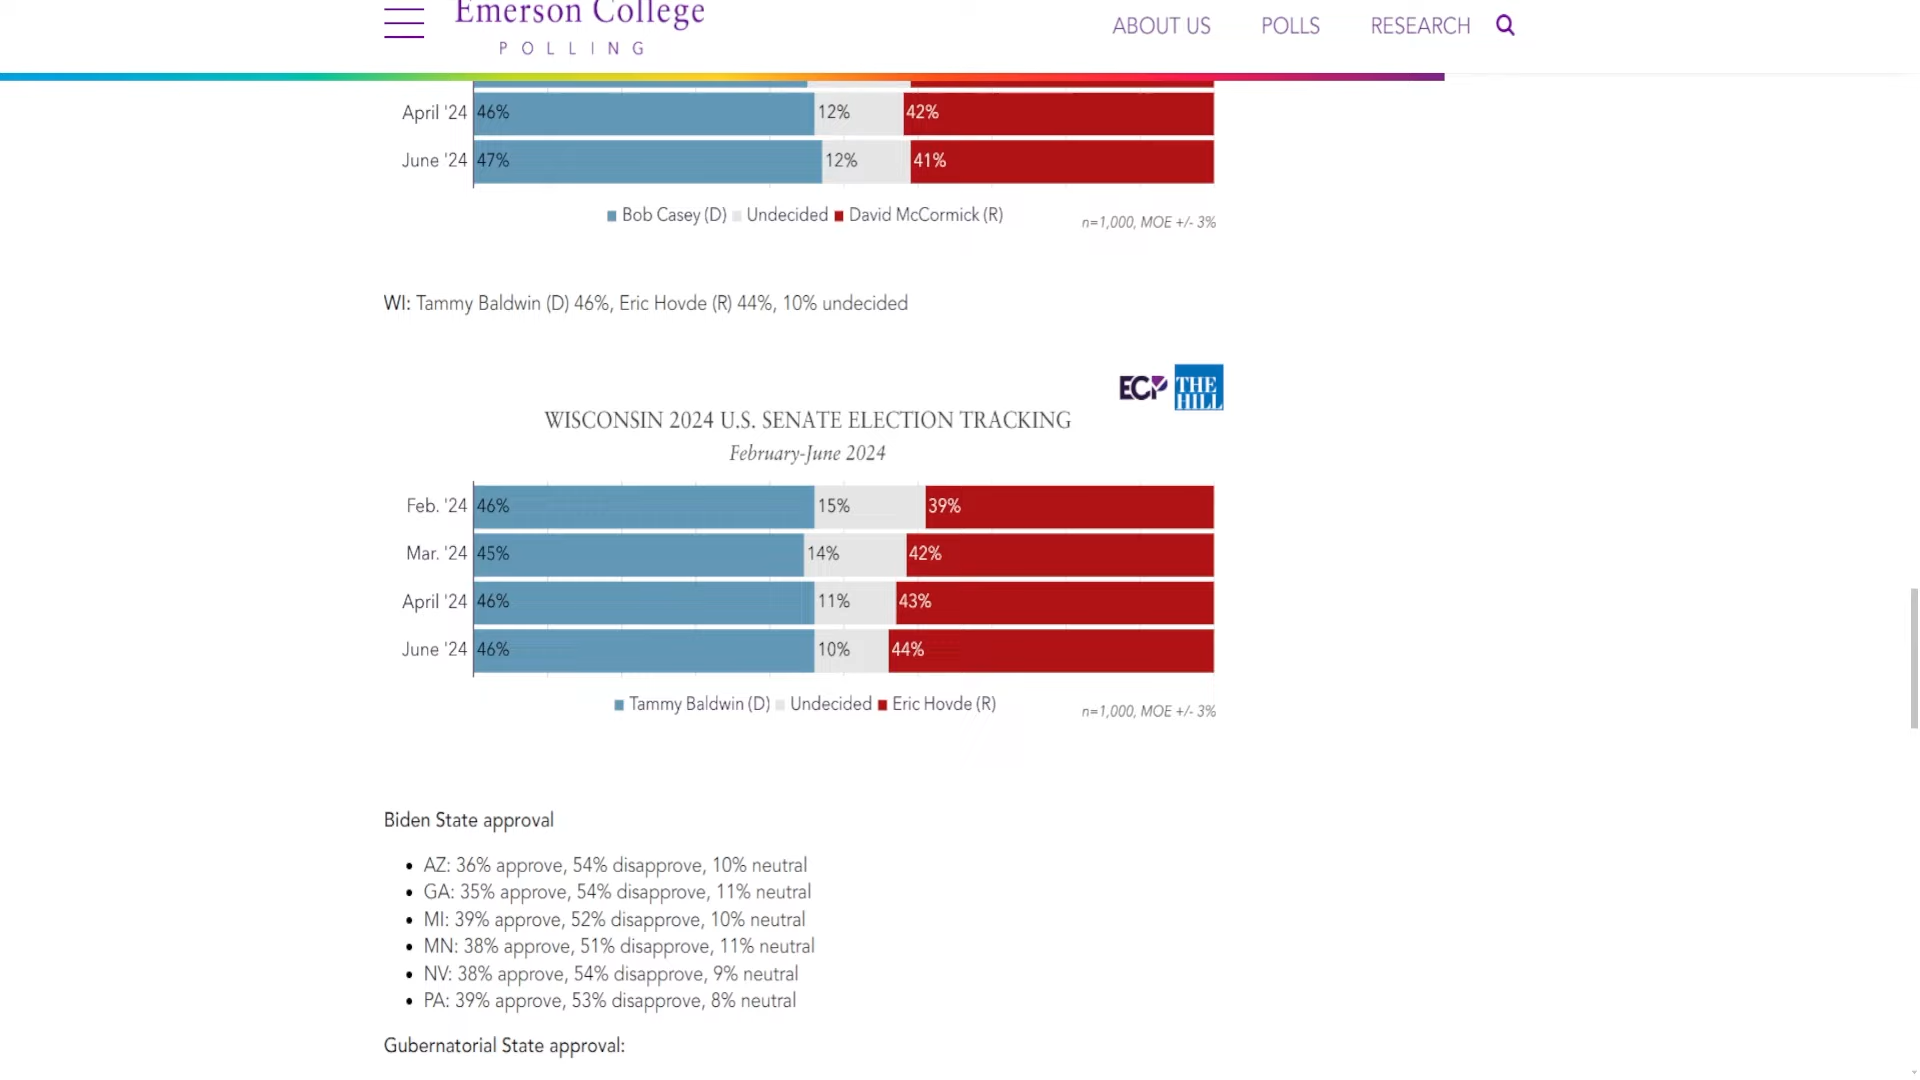 Emerson College
POLLING
ABOUT US POLLS RESEARCH
April '24 46% 12% 42%
June '24 47% 12% 41%
Bob Casey (D) Undecided David McCormick (R)
n=1,000, MOE +/- 3%
WI: Tammy Baldwin (D) 46%, Eric Hovde (R) 44%, 10% undecided
ECP THE HILL
WISCONSIN 2024 U.S. SENATE ELECTION TRACKING
February-June 2024
Feb. '24 46% 15% 39%
Mar. '24 45% 14% 42%
April '24 46% 11% 43%
June '24 46% 10% 44%
Tammy Baldwin (D) Undecided Eric Hovde (R)
n=1,000, MOE +/- 3%
Biden State approval
• AZ: 36% approve, 54% disapprove, 10% neutral
• GA: 35% approve, 54% disapprove, 11% neutral
• MI: 39% approve, 52% disapprove, 10% neutral
• MN: 38% approve, 51% disapprove, 11% neutral
• NV: 38% approve, 54% disapprove, 9% neutral
• PA: 39% approve, 53% disapprove, 8% neutral
Gubernatorial State approval: